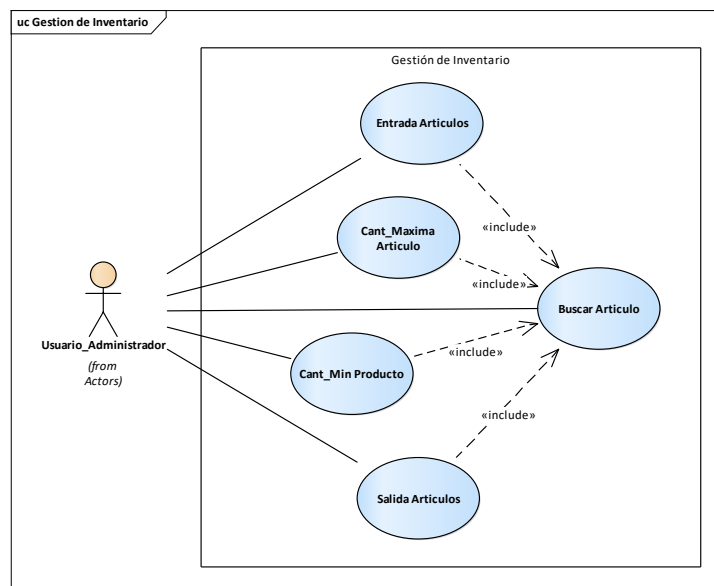 uc Gestion de Inventario
Gestión de Inventario
Entrada Articulos
«include»
Cant_Maxima
Articulo
«include»
Buscar Articulo
Usuario_Administrador
(from
Actors)
Cant_Min Producto
«include»
«include»
Salida Articulos